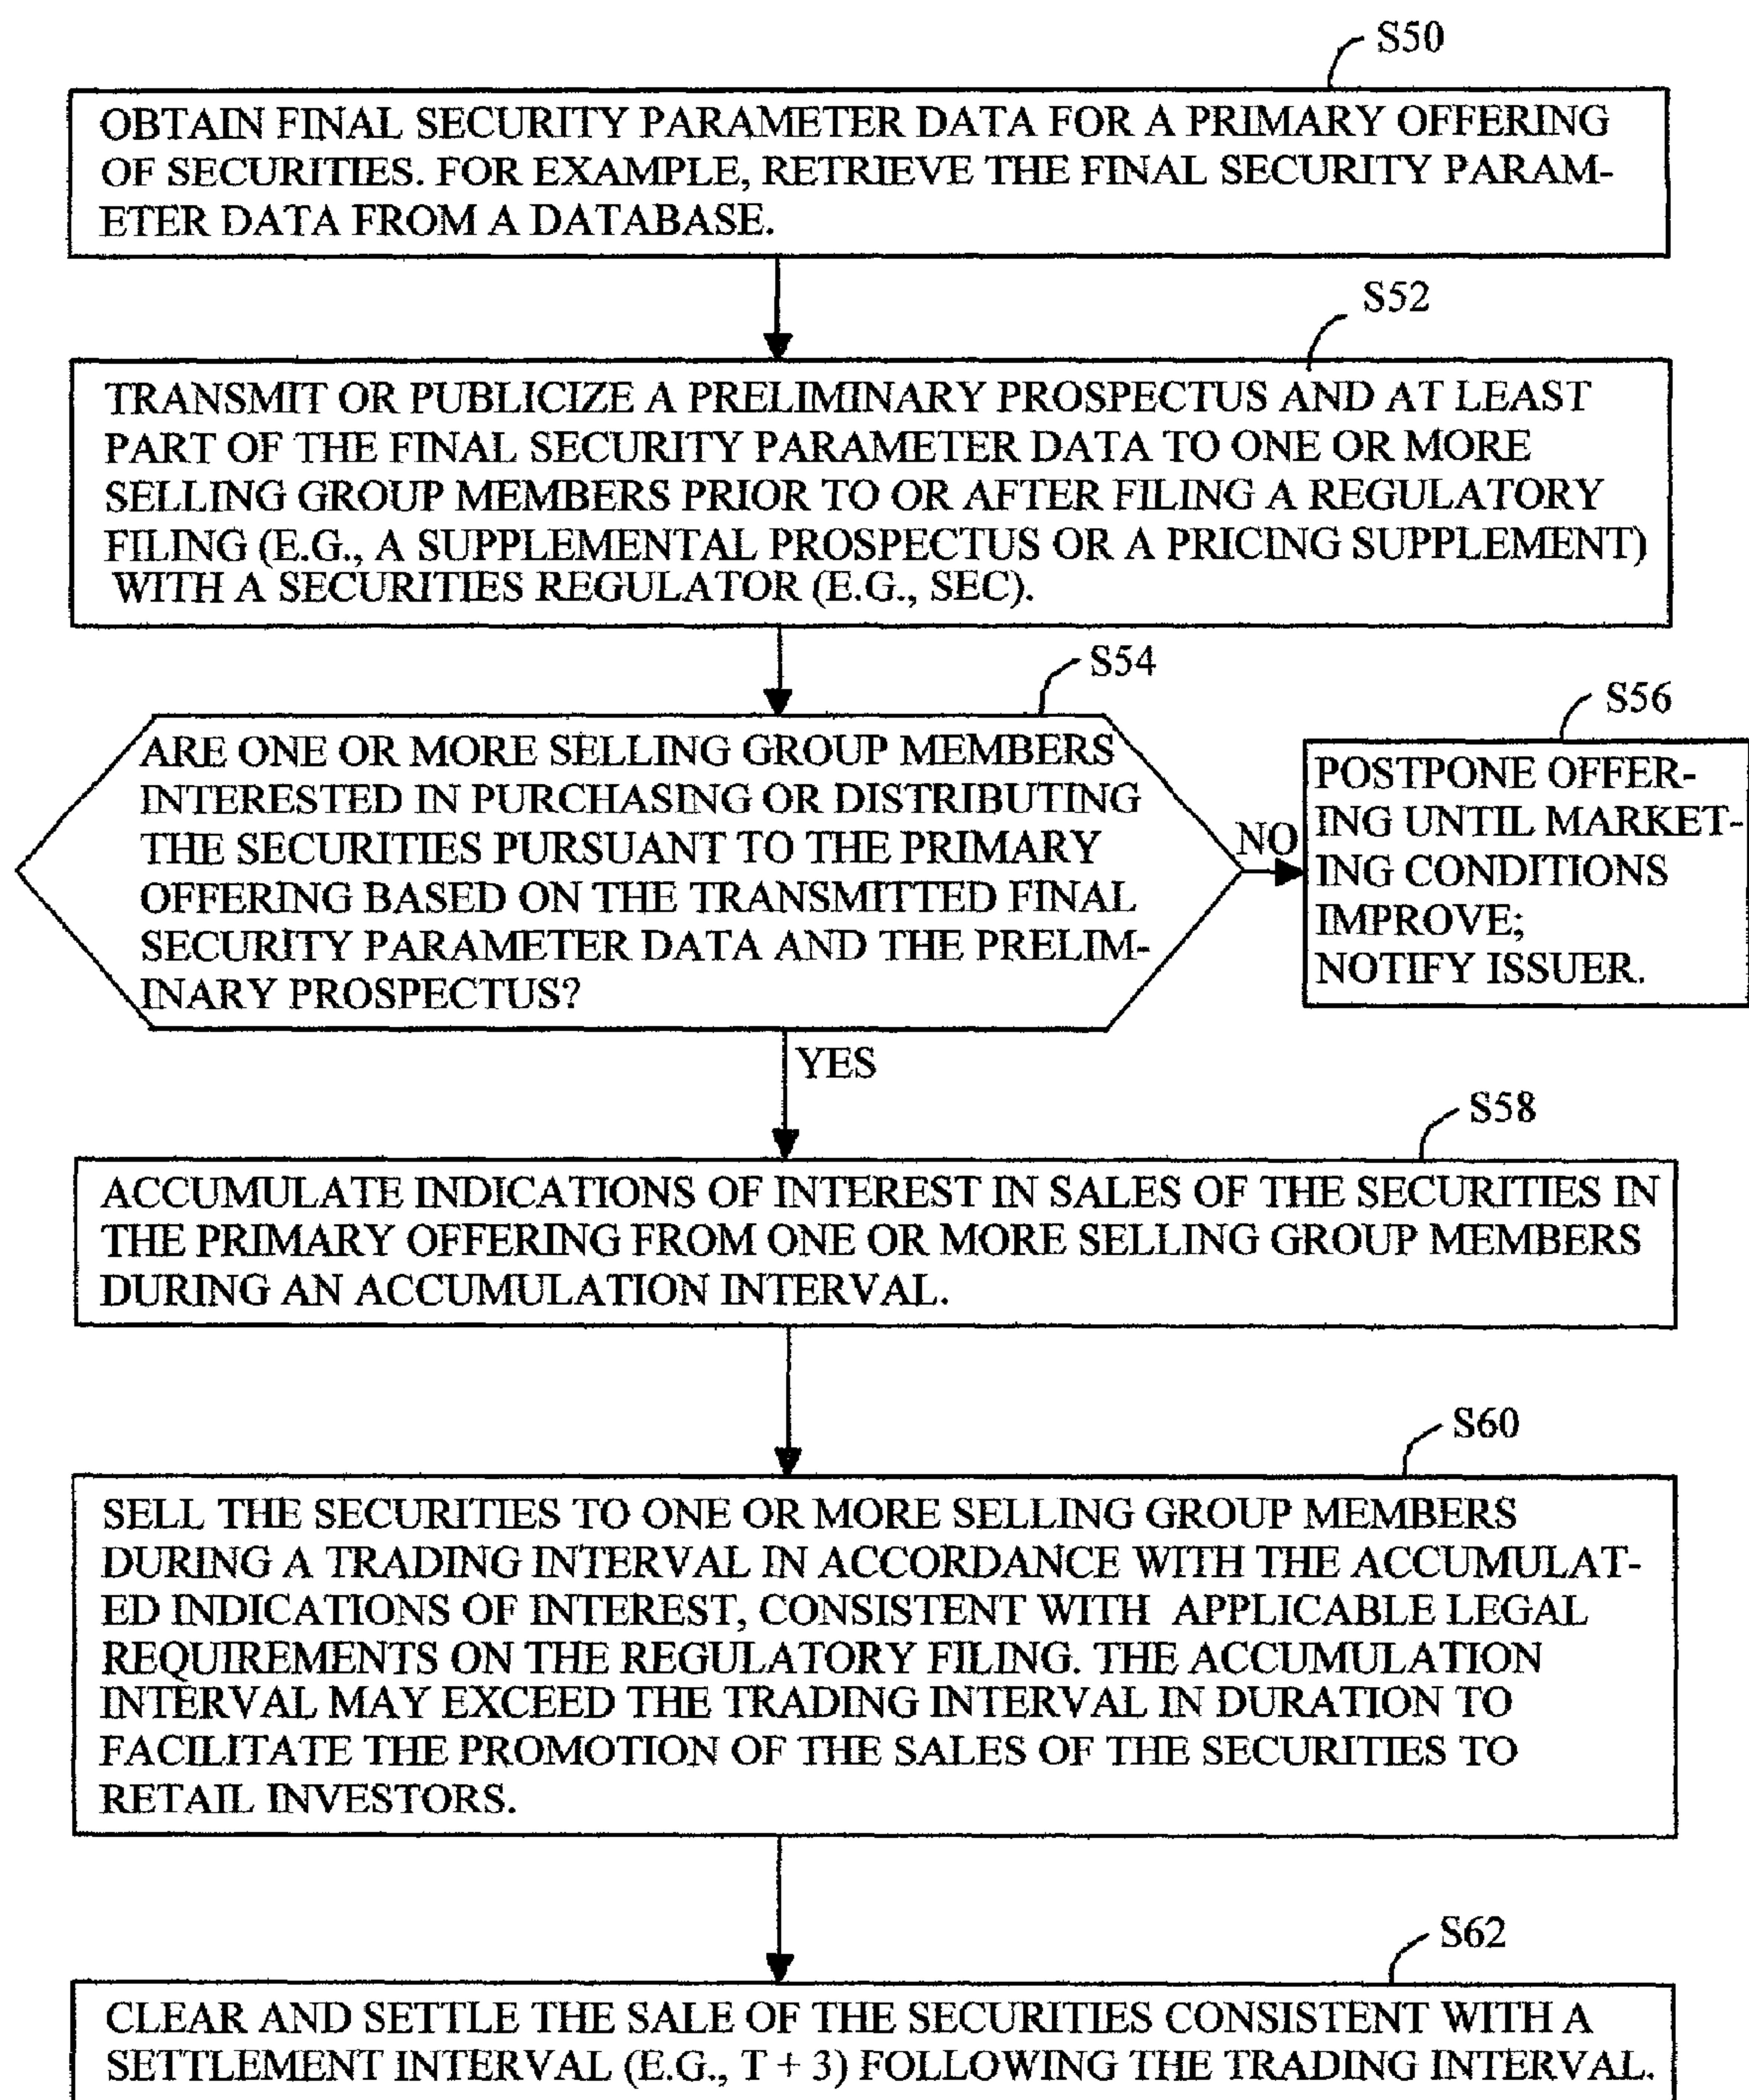 S50
OBTAIN FINAL SECURITY PARAMETER DATA FOR A PRIMARY OFFERING
OF SECURITIES. FOR EXAMPLE, RETRIEVE THE FINAL SECURITY PARAM-
ETER DATA FROM A DATABASE.
S52
TRANSMIT OR PUBLICIZE A PRELIMINARY PROSPECTUS AND AT LEAST
PART OF THE FINAL SECURITY PARAMETER DATA TO ONE OR MORE
SELLING GROUP MEMBERS PRIOR TO OR AFTER FILING A REGULATORY
FILING (E.G., A SUPPLEMENTAL PROSPECTUS OR A PRICING SUPPLEMENT)
WITH A SECURITIES REGULATOR (E.G., SEC).
S54
ARE ONE OR MORE SELLING GROUP MEMBERS
INTERESTED IN PURCHASING OR DISTRIBUTING
THE SECURITIES PURSUANT TO THE PRIMARY
OFFERING BASED ON THE TRANSMITTED FINAL
SECURITY PARAMETER DATA AND THE PRELIM-
INARY PROSPECTUS?
NO
S56
POSTPONE OFFER-
ING UNTIL MARKET-
ING CONDITIONS
IMPROVE;
NOTIFY ISSUER.
YES
S58
ACCUMULATE INDICATIONS OF INTEREST IN SALES OF THE SECURITIES IN
THE PRIMARY OFFERING FROM ONE OR MORE SELLING GROUP MEMBERS
DURING AN ACCUMULATION INTERVAL.
S60
SELL THE SECURITIES TO ONE OR MORE SELLING GROUP MEMBERS
DURING A TRADING INTERVAL IN ACCORDANCE WITH THE ACCUMULAT-
ED INDICATIONS OF INTEREST, CONSISTENT WITH APPLICABLE LEGAL
REQUIREMENTS ON THE REGULATORY FILING. THE ACCUMULATION
INTERVAL MAY EXCEED THE TRADING INTERVAL IN DURATION TO
FACILITATE THE PROMOTION OF THE SALES OF THE SECURITIES TO
RETAIL INVESTORS.
S62
CLEAR AND SETTLE THE SALE OF THE SECURITIES CONSISTENT WITH A
SETTLEMENT INTERVAL (E.G., T + 3) FOLLOWING THE TRADING INTERVAL.